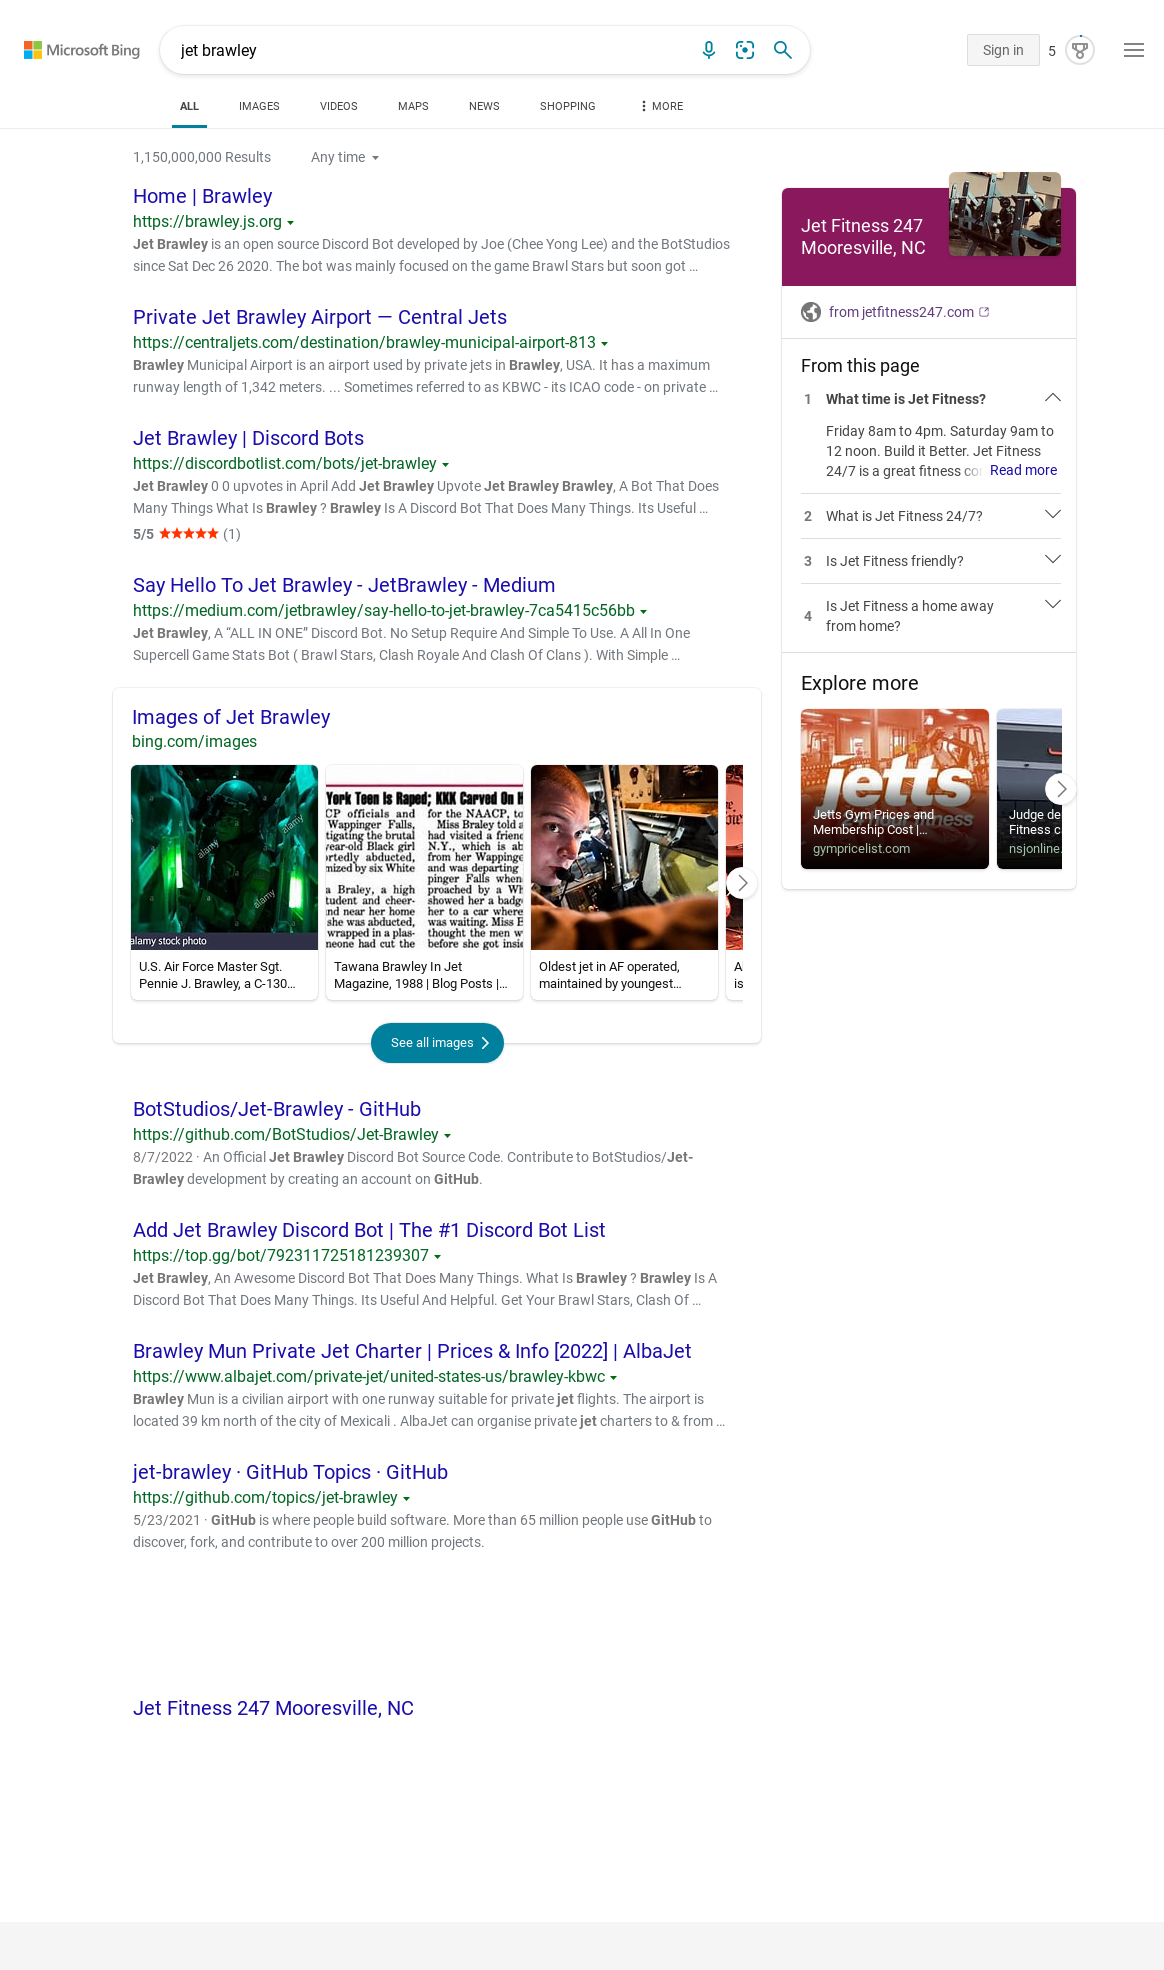 Microsoft Bing
jet brawley
Sign in
5
ALL
IMAGES
VIDEOS
MAPS
NEWS
SHOPPING
MORE
1,150,000,000 Results
Any time
Home | Brawley
https://brawley.js.org
Jet Brawley is an open source Discord Bot developed by Joe (Chee Yong Lee) and the BotStudios
since Sat Dec 26 2020. The bot was mainly focused on the game Brawl Stars but soon got …
Private Jet Brawley Airport — Central Jets
https://centraljets.com/destination/brawley-municipal-airport-813
Brawley Municipal Airport is an airport used by private jets in Brawley, USA. It has a maximum
runway length of 1,342 meters. ... Sometimes referred to as KBWC - its ICAO code - on private …
Jet Brawley | Discord Bots
https://discordbotlist.com/bots/jet-brawley
Jet Brawley 0 0 upvotes in April Add Jet Brawley Upvote Jet Brawley Brawley, A Bot That Does
Many Things What Is Brawley ? Brawley Is A Discord Bot That Does Many Things. Its Useful …
5/5 ★★★★★ (1)
Say Hello To Jet Brawley - JetBrawley - Medium
https://medium.com/jetbrawley/say-hello-to-jet-brawley-7ca5415c56bb
Jet Brawley, A “ALL IN ONE” Discord Bot. No Setup Require And Simple To Use. A All In One
Supercell Game Stats Bot ( Brawl Stars, Clash Royale And Clash Of Clans ). With Simple …
Images of Jet Brawley
bing.com/images
alamy
alamy
alamy
alamy stock photo
U.S. Air Force Master Sgt.
Pennie J. Brawley, a C-130…
York Teen Is Raped; KKK Carved On H
CP officials and
Wappinger Falls,
tigating the brutal
year-old Black girl
ortedly abducted,
mized by six White
a Braley, a high
tudent and cheer-
nd near her home
she was abducted,
wrapped in a plas-
meone had cut the
for the NAACP, to
Miss Braley told a
had visited a friend
N.Y., which is ab
from her Wappinger
and was departing
pinger Falls when
proached by a Wh
showed her a badg
her to a car where
was waiting. Miss B
thought the men w
before she got insi
Tawana Brawley In Jet
Magazine, 1988 | Blog Posts |…
Oldest jet in AF operated,
maintained by youngest…
See all images
BotStudios/Jet-Brawley - GitHub
https://github.com/BotStudios/Jet-Brawley
8/7/2022 · An Official Jet Brawley Discord Bot Source Code. Contribute to BotStudios/Jet-
Brawley development by creating an account on GitHub.
Add Jet Brawley Discord Bot | The #1 Discord Bot List
https://top.gg/bot/792311725181239307
Jet Brawley, An Awesome Discord Bot That Does Many Things. What Is Brawley ? Brawley Is A
Discord Bot That Does Many Things. Its Useful And Helpful. Get Your Brawl Stars, Clash Of …
Brawley Mun Private Jet Charter | Prices & Info [2022] | AlbaJet
https://www.albajet.com/private-jet/united-states-us/brawley-kbwc
Brawley Mun is a civilian airport with one runway suitable for private jet flights. The airport is
located 39 km north of the city of Mexicali . AlbaJet can organise private jet charters to & from …
jet-brawley · GitHub Topics · GitHub
https://github.com/topics/jet-brawley
5/23/2021 · GitHub is where people build software. More than 65 million people use GitHub to
discover, fork, and contribute to over 200 million projects.
Jet Fitness 247 Mooresville, NC
Jet Fitness 247
Mooresville, NC
from jetfitness247.com
From this page
1 What time is Jet Fitness?
Friday 8am to 4pm. Saturday 9am to
12 noon. Build it Better. Jet Fitness
24/7 is a great fitness co Read more
2 What is Jet Fitness 24/7?
3 Is Jet Fitness friendly?
4 Is Jet Fitness a home away
from home?
Explore more
jetts
24 hour fitness
Jetts Gym Prices and
Membership Cost |…
gympricelist.com
Judge de
Fitness c
nsjonline.